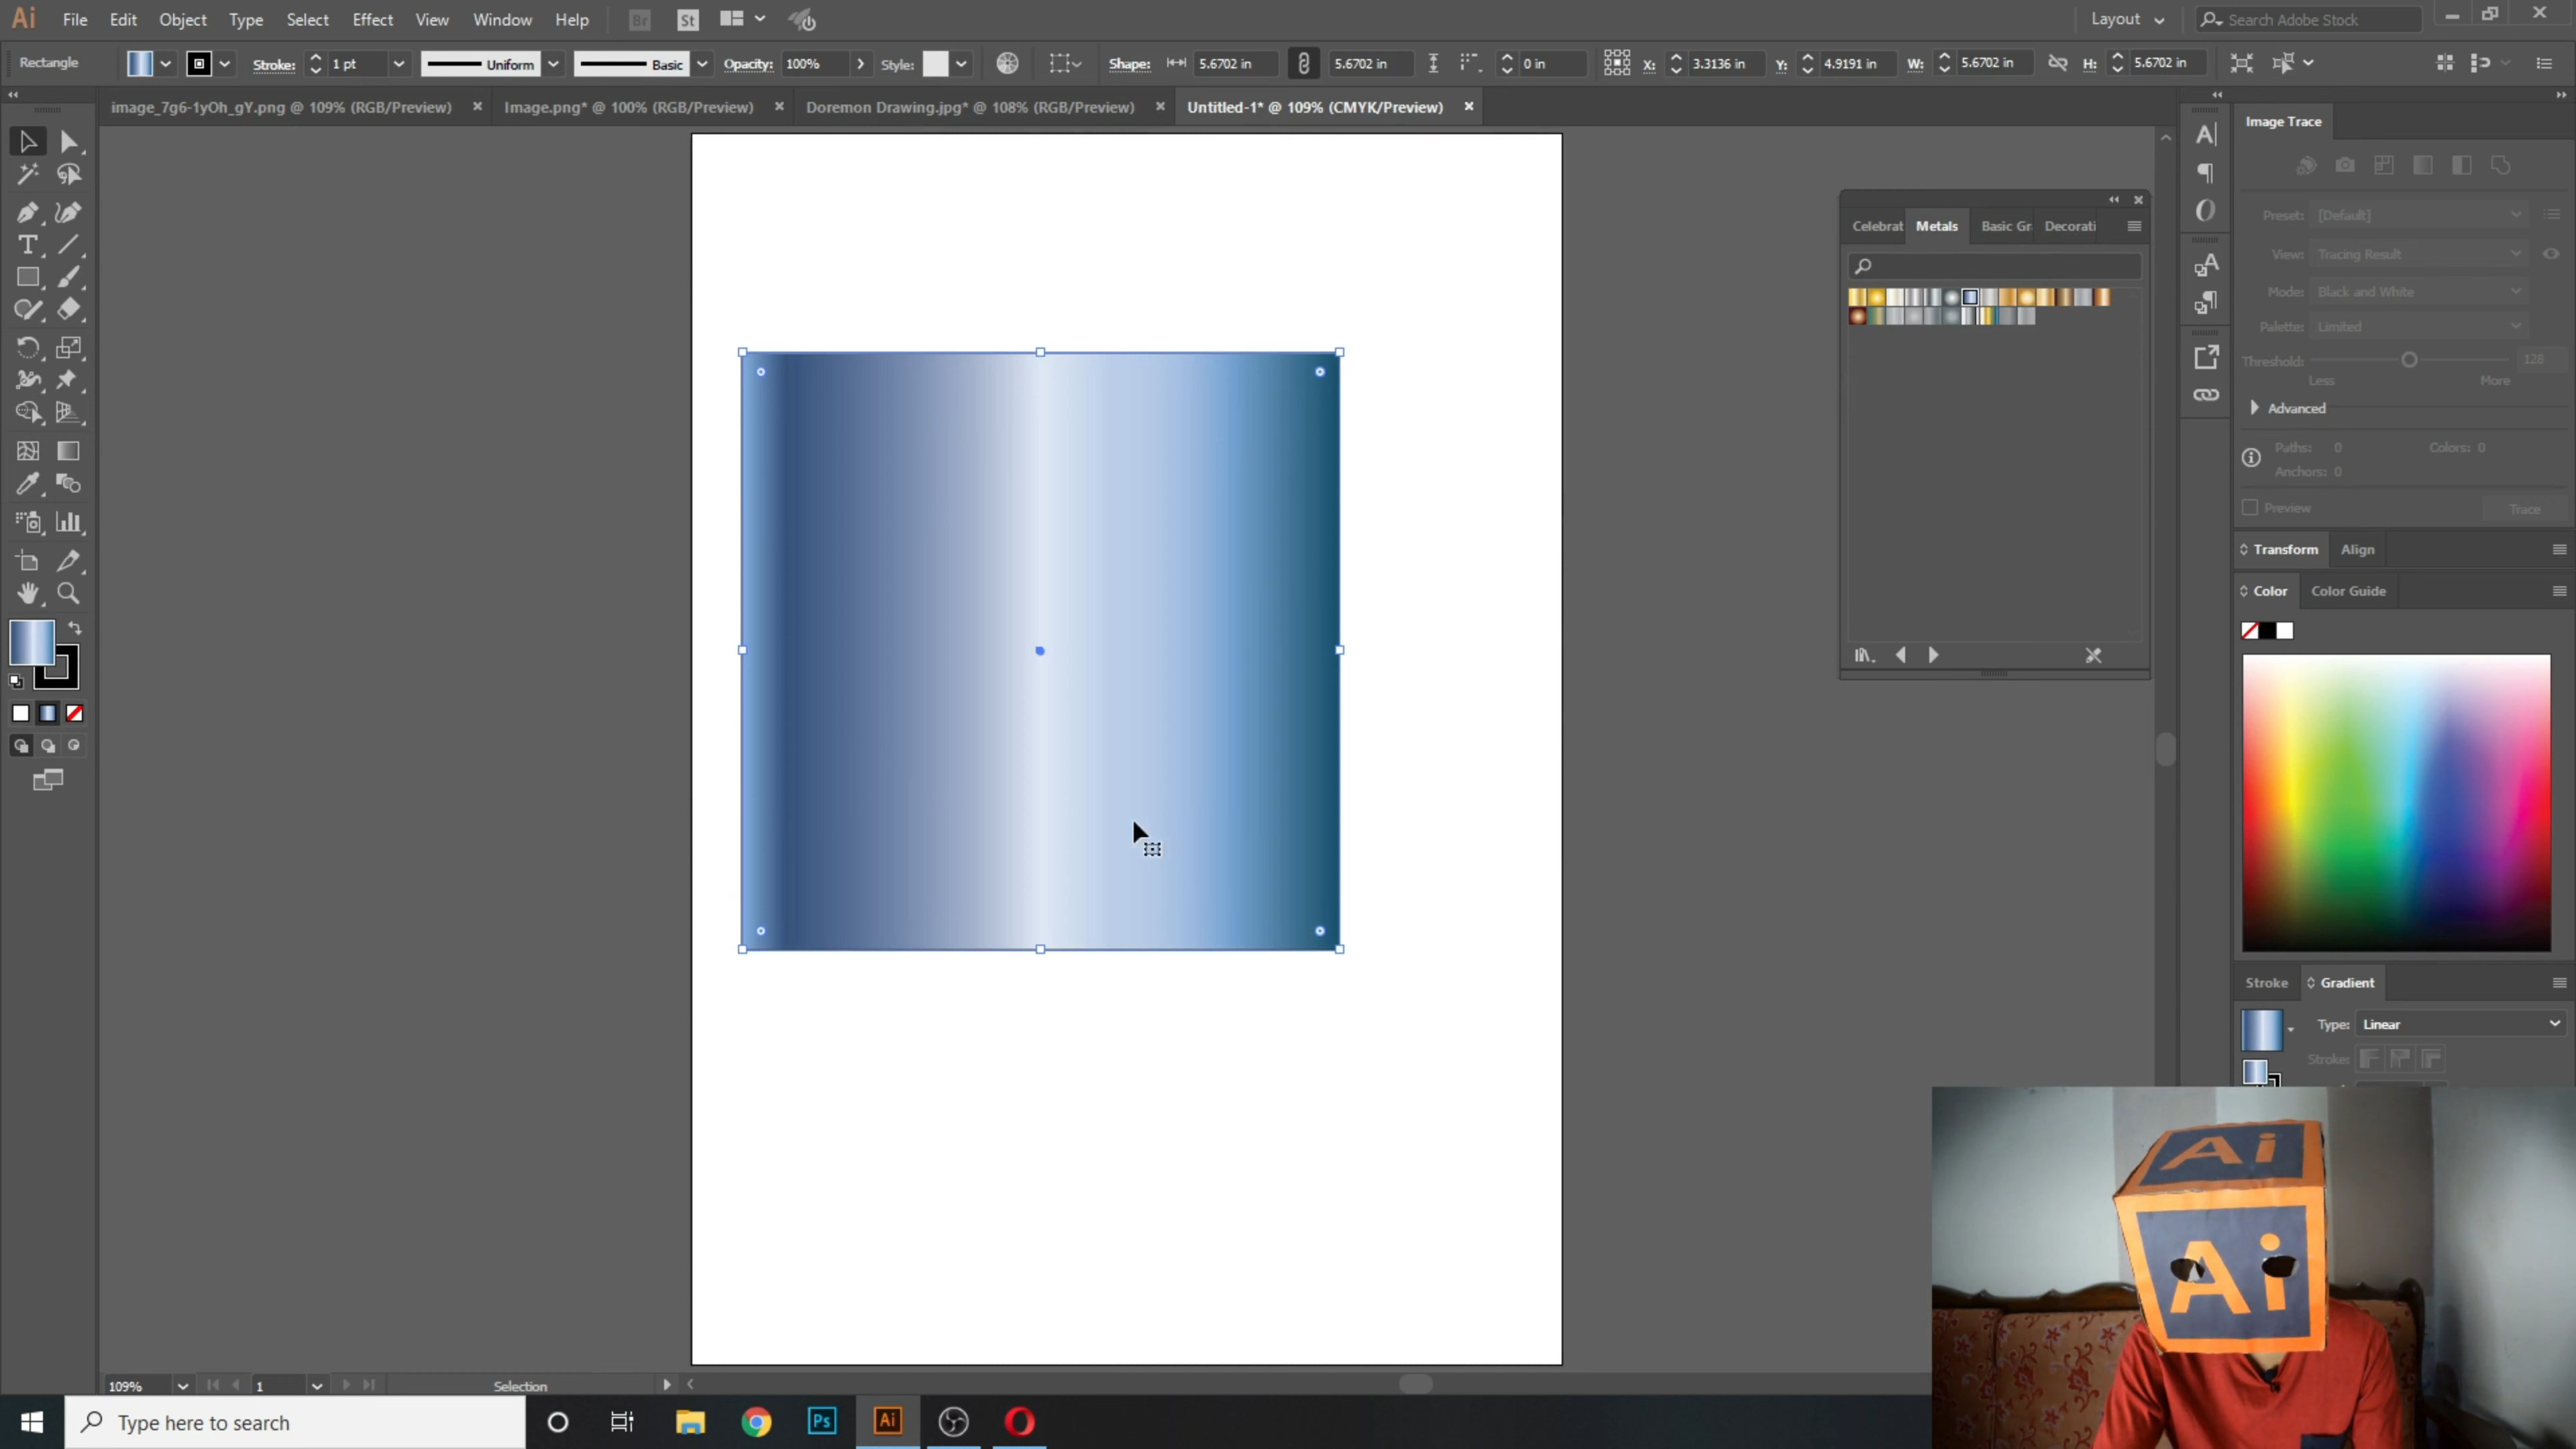 Ai File Edit Object Type Select Effect View Window Help Br St Layout Search Adobe Stock
Rectangle Stroke: 1 pt Uniform Basic Opacity: 100% Style: Shape: 5.6702 in 5.6702 in 0 in X: 3.3136 in Y: 4.9191 in W: 5.6702 in H: 5.6702 in
image_7g6-1yOh_gY.png @ 109% (RGB/Preview) Image.png* @ 100% (RGB/Preview) Doremon Drawing.jpg* @ 108% (RGB/Preview) Untitled-1* @ 109% (CMYK/Preview)
Celebrat Metals Basic Gr Decorati
Image Trace
Preset: [Default]
View: Tracing Result
Mode: Black and White
Palette: Limited
Threshold: 128
Less More
Advanced
Paths: 0 Colors: 0
Anchors: 0
Preview Trace
Transform Align
Color Color Guide
Stroke Gradient
Type: Linear
Stroke:
Ai
Ai
109% 1 Selection
Type here to search Ps Ai